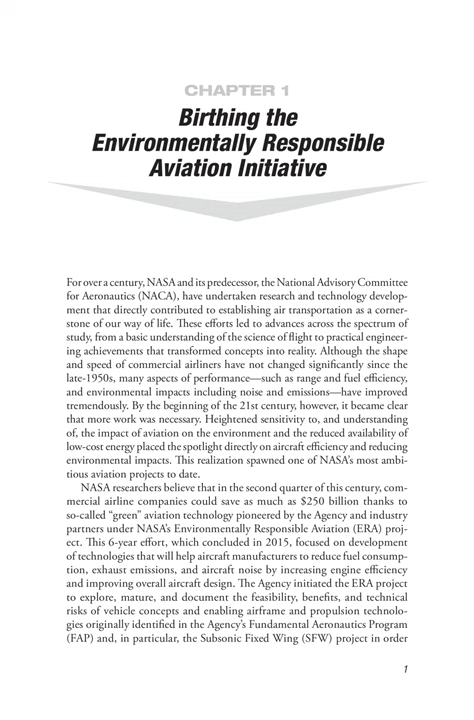 CHAPTER 1
Birthing the
Environmentally Responsible
Aviation Initiative
For over a century, NASA and its predecessor, the National Advisory Committee
for Aeronautics (NACA), have undertaken research and technology develop-
ment that directly contributed to establishing air transportation as a corner-
stone of our way of life. These efforts led to advances across the spectrum of
study, from a basic understanding of the science of flight to practical engineer-
ing achievements that transformed concepts into reality. Although the shape
and speed of commercial airliners have not changed significantly since the
late-1950s, many aspects of performance—such as range and fuel efficiency,
and environmental impacts including noise and emissions—have improved
tremendously. By the beginning of the 21st century, however, it became clear
that more work was necessary. Heightened sensitivity to, and understanding
of, the impact of aviation on the environment and the reduced availability of
low-cost energy placed the spotlight directly on aircraft efficiency and reducing
environmental impacts. This realization spawned one of NASA's most ambi-
tious aviation projects to date.
NASA researchers believe that in the second quarter of this century, com-
mercial airline companies could save as much as $250 billion thanks to
so-called “green” aviation technology pioneered by the Agency and industry
partners under NASA's Environmentally Responsible Aviation (ERA) proj-
ect. This 6-year effort, which concluded in 2015, focused on development
of technologies that will help aircraft manufacturers to reduce fuel consump-
tion, exhaust emissions, and aircraft noise by increasing engine efficiency
and improving overall aircraft design. The Agency initiated the ERA project
to explore, mature, and document the feasibility, benefits, and technical
risks of vehicle concepts and enabling airframe and propulsion technolo-
gies originally identified in the Agency's Fundamental Aeronautics Program
(FAP) and, in particular, the Subsonic Fixed Wing (SFW) project in order
1